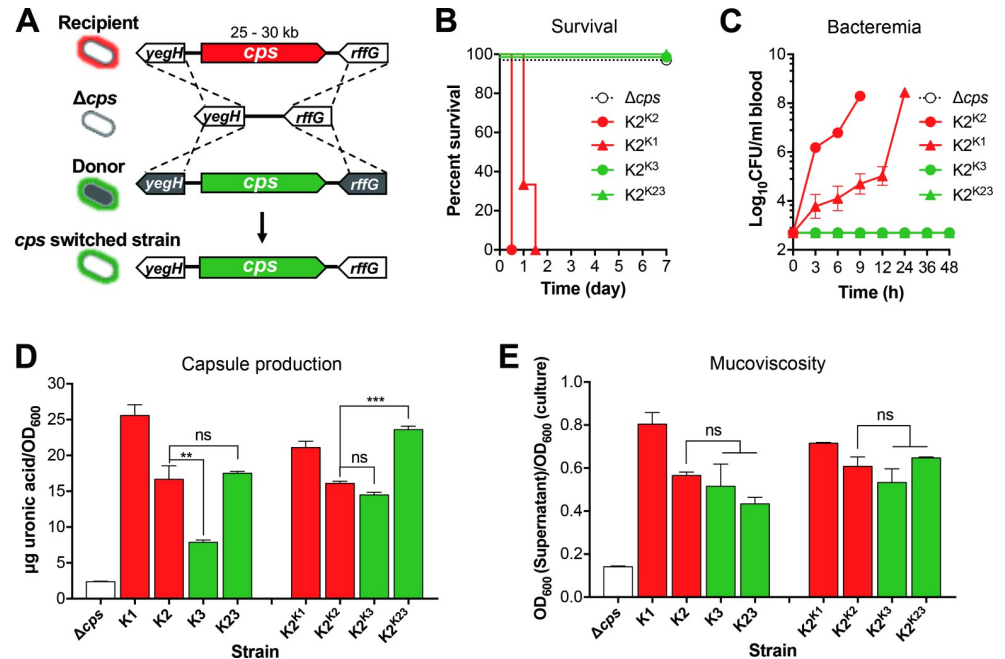 A
Recipient
25 - 30 kb
yegH
cps
rffG
Δcps
yegH
rffG
Donor
yegH
cps
rffG
cps switched strain
yegH
cps
rffG
B
Survival
Percent survival
100
80
60
40
20
0
0 1 2 3 4 5 6 7
Time (day)
Δcps
K2ᴷ²
K2ᴷ¹
K2ᴷ³
K2ᴷ²³
C
Bacteremia
Log₁₀CFU/ml blood
10
8
6
4
2
0 3 6 9 12 24 36 48
Time (h)
Δcps
K2ᴷ²
K2ᴷ¹
K2ᴷ³
K2ᴷ²³
D
Capsule production
µg uronic acid/OD₆₀₀
30
25
20
15
10
5
0
ns
**
***
ns
Δcps K1 K2 K3 K23 K2ᴷ¹ K2ᴷ² K2ᴷ³ K2ᴷ²³
Strain
E
Mucoviscosity
OD₆₀₀ (Supernatant)/OD₆₀₀ (culture)
1.0
0.8
0.6
0.4
0.2
0.0
ns
ns
Δcps K1 K2 K3 K23 K2ᴷ¹ K2ᴷ² K2ᴷ³ K2ᴷ²³
Strain